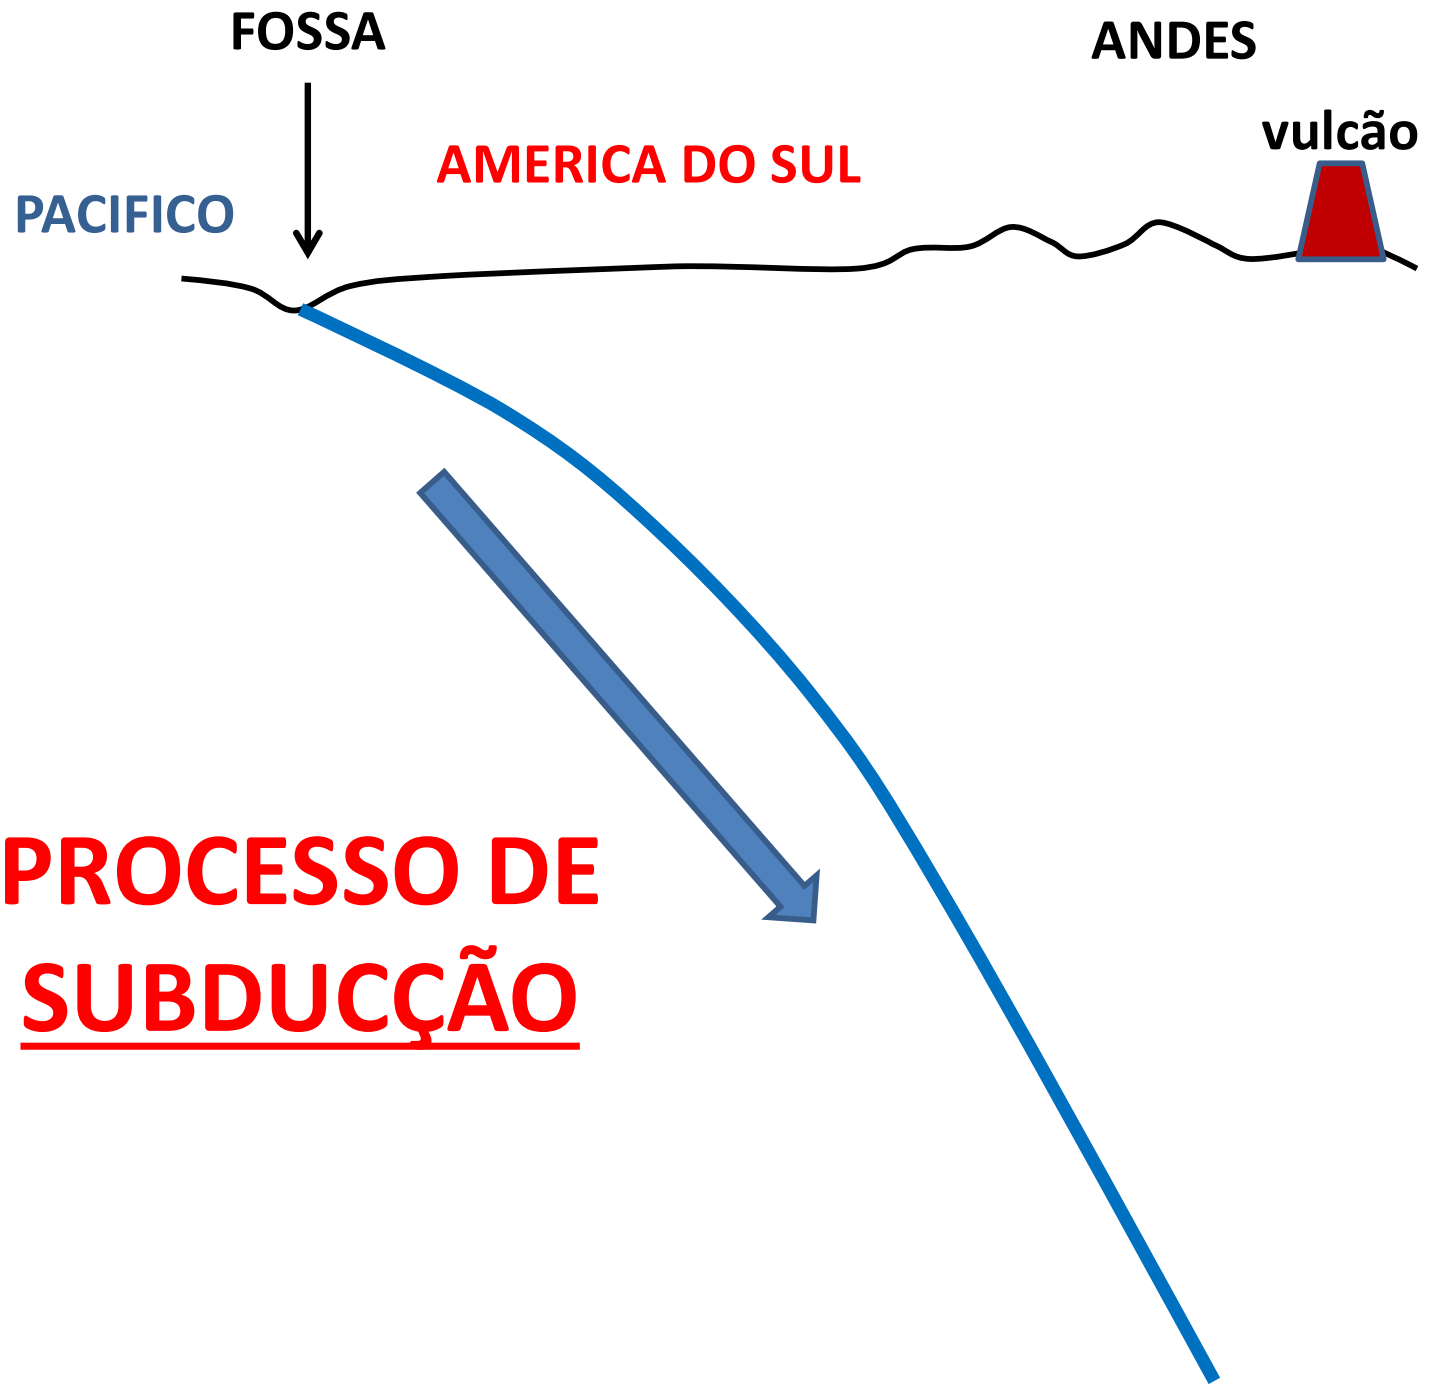 FOSSA
ANDES
vulcão
AMERICA DO SUL
PACIFICO
PROCESSO DE
SUBDUCÇÃO